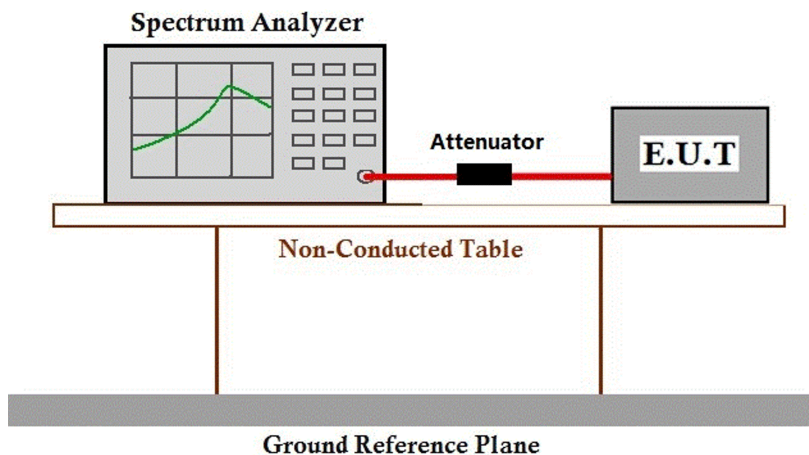 Spectrum Analyzer
Attenuator
E.U.T
Non-Conducted Table
Ground Reference Plane